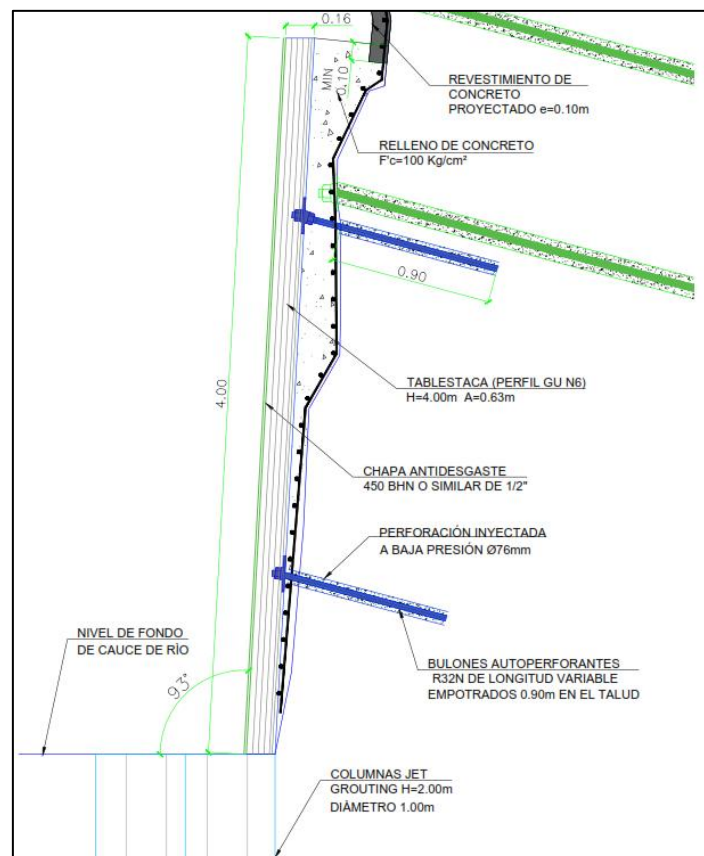 0.16
MIN
0.10
REVESTIMIENTO DE
CONCRETO
PROYECTADO e=0.10m
RELLENO DE CONCRETO
F'c=100 Kg/cm²
0.90
4.00
TABLESTACA (PERFIL GU N6)
H=4.00m A=0.63m
CHAPA ANTIDESGASTE
450 BHN O SIMILAR DE 1/2"
PERFORACIÓN INYECTADA
A BAJA PRESIÓN Ø76mm
NIVEL DE FONDO
DE CAUCE DE RÌO
93°
BULONES AUTOPERFORANTES
R32N DE LONGITUD VARIABLE
EMPOTRADOS 0.90m EN EL TALUD
COLUMNAS JET
GROUTING H=2.00m
DIÀMETRO 1.00m